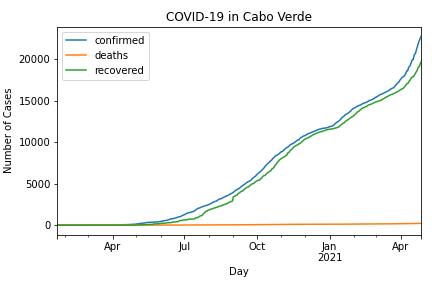 COVID-19 in Cabo Verde
confirmed
deaths
recovered
Number of Cases
20000
15000
10000
5000
0
Apr
Jul
Oct
Jan
2021
Apr
Day